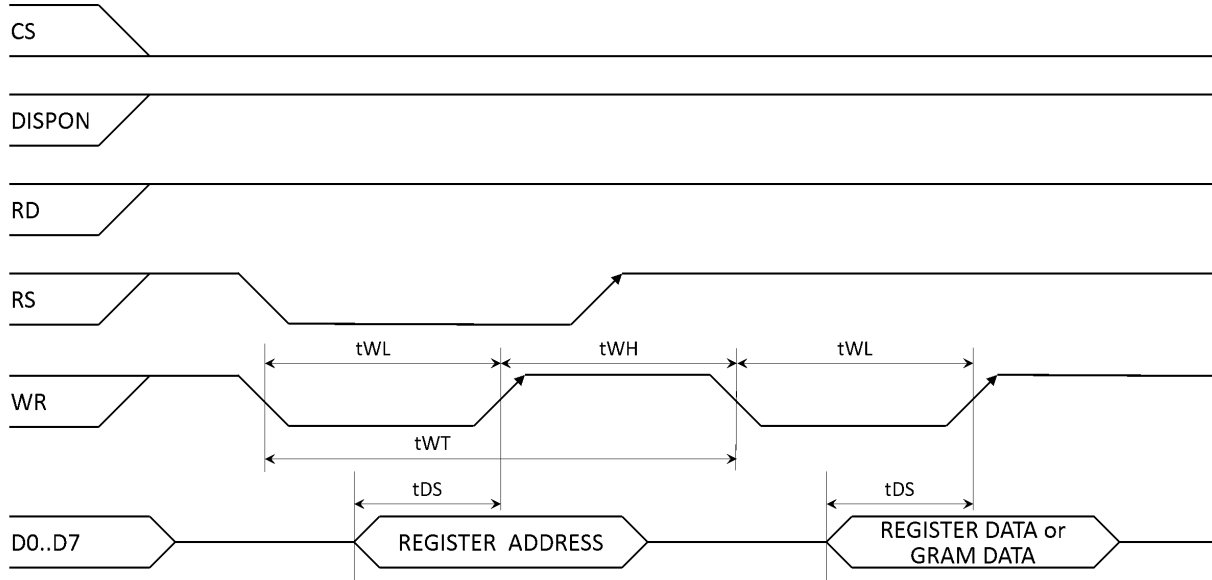 CS
DISPON
RD
RS
tWL tWH tWL
WR
tWT
tDS tDS
D0..D7 REGISTER ADDRESS REGISTER DATA or
GRAM DATA